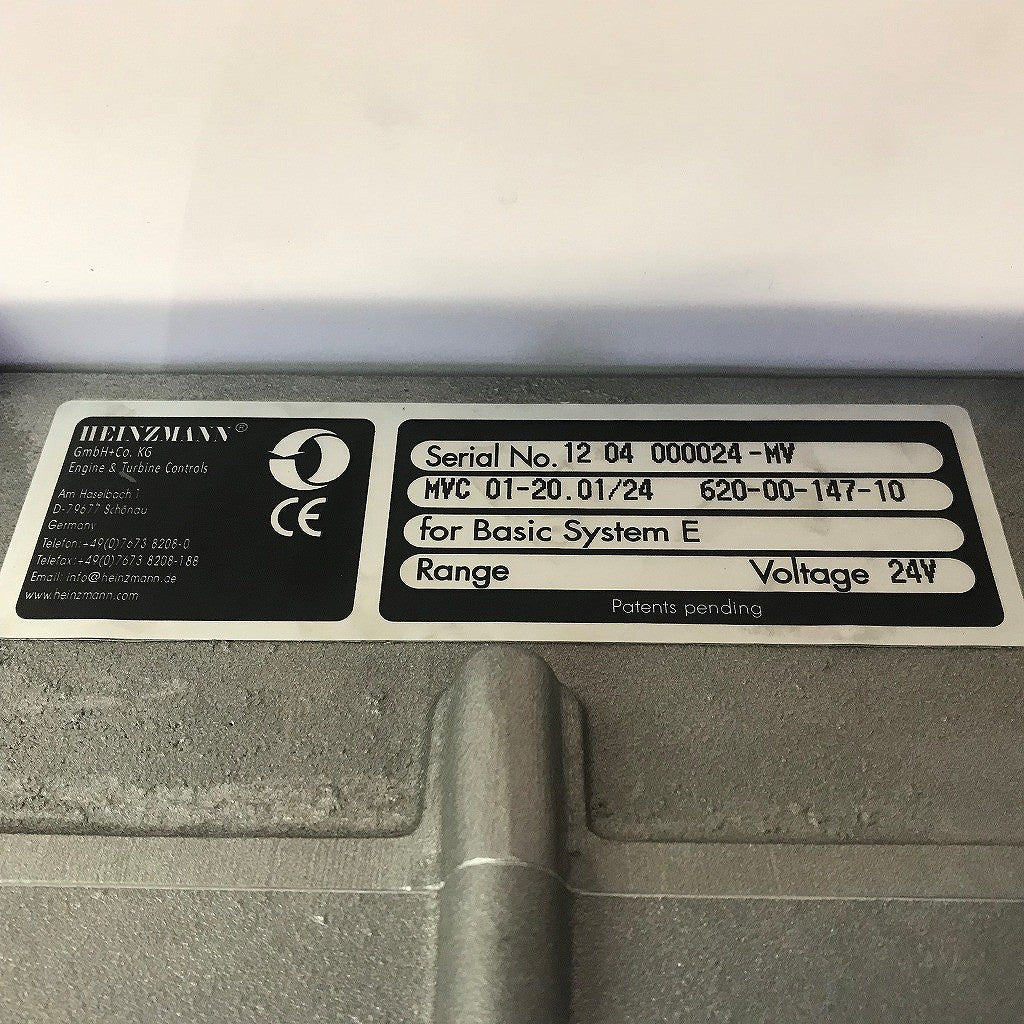 HEINZMANN®
GmbH+Co. KG
Engine & Turbine Controls
Am Haselbach 1
D-79677 Schönau
Germany
Telefon:+49(0)7673 8208-0
Telefax:+49(0)7673 8208-188
Email: info@heinzmann.de
www.heinzmann.com
CE
Serial No. 12 04 000024-MV
MVC 01-20.01/24 620-00-147-10
for Basic System E
Range Voltage 24V
Patents pending